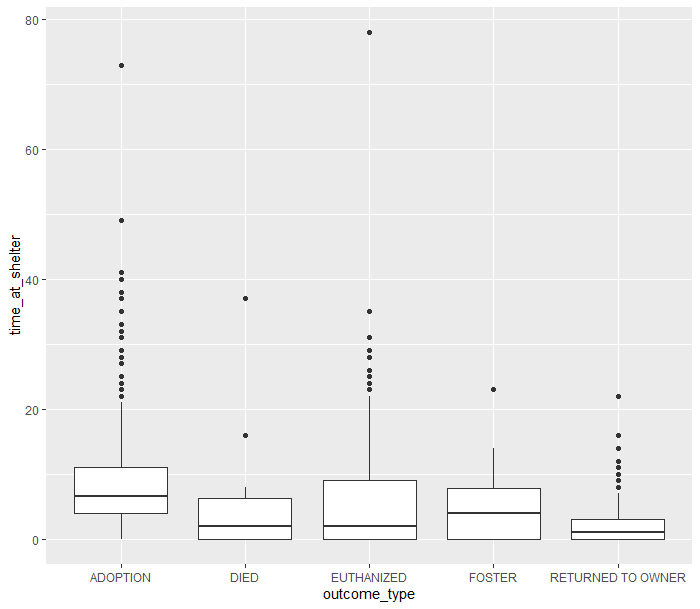 80
60
40
20
0
time_at_shelter
ADOPTION
DIED
EUTHANIZED
FOSTER
RETURNED TO OWNER
outcome_type